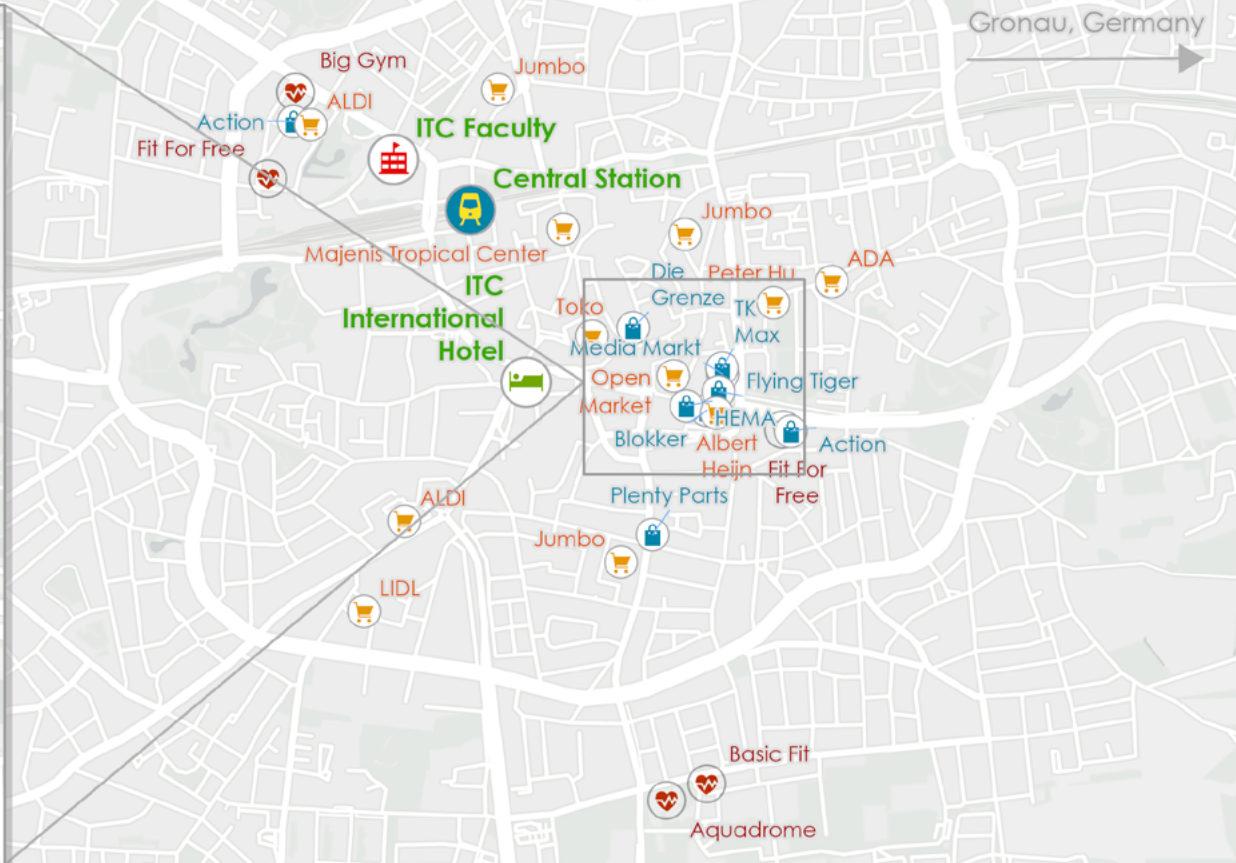 Gronau, Germany
Big Gym
Jumbo
ALDI
Action
ITC Faculty
Fit For Free
Central Station
Jumbo
Majenis Tropical Center
ADA
Die
Grenze
Peter Hu
ITC
International
Hotel
Toko
TK
Max
Media Markt
Open
Market
Flying Tiger
HEMA
Blokker
Albert
Heijn
Action
Fit For
Free
Plenty Parts
ALDI
Jumbo
LIDL
Basic Fit
Aquadrome